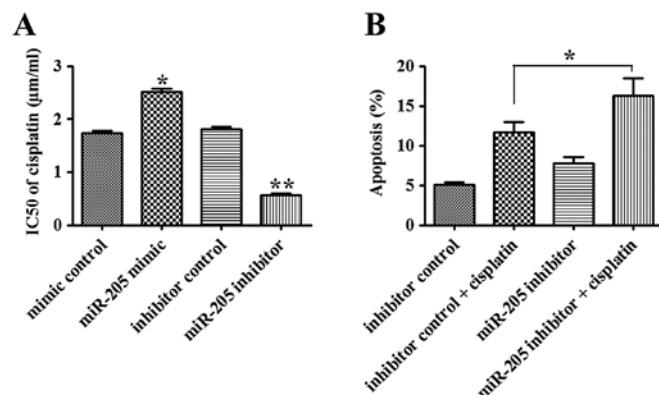 A
IC50 of cisplatin (μm/ml)
3
2
1
0
*
**
mimic control
miR-205 mimic
inhibitor control
miR-205 inhibitor
B
Apoptosis (%)
20
15
10
5
0
*
inhibitor control
inhibitor control + cisplatin
miR-205 inhibitor
miR-205 inhibitor + cisplatin